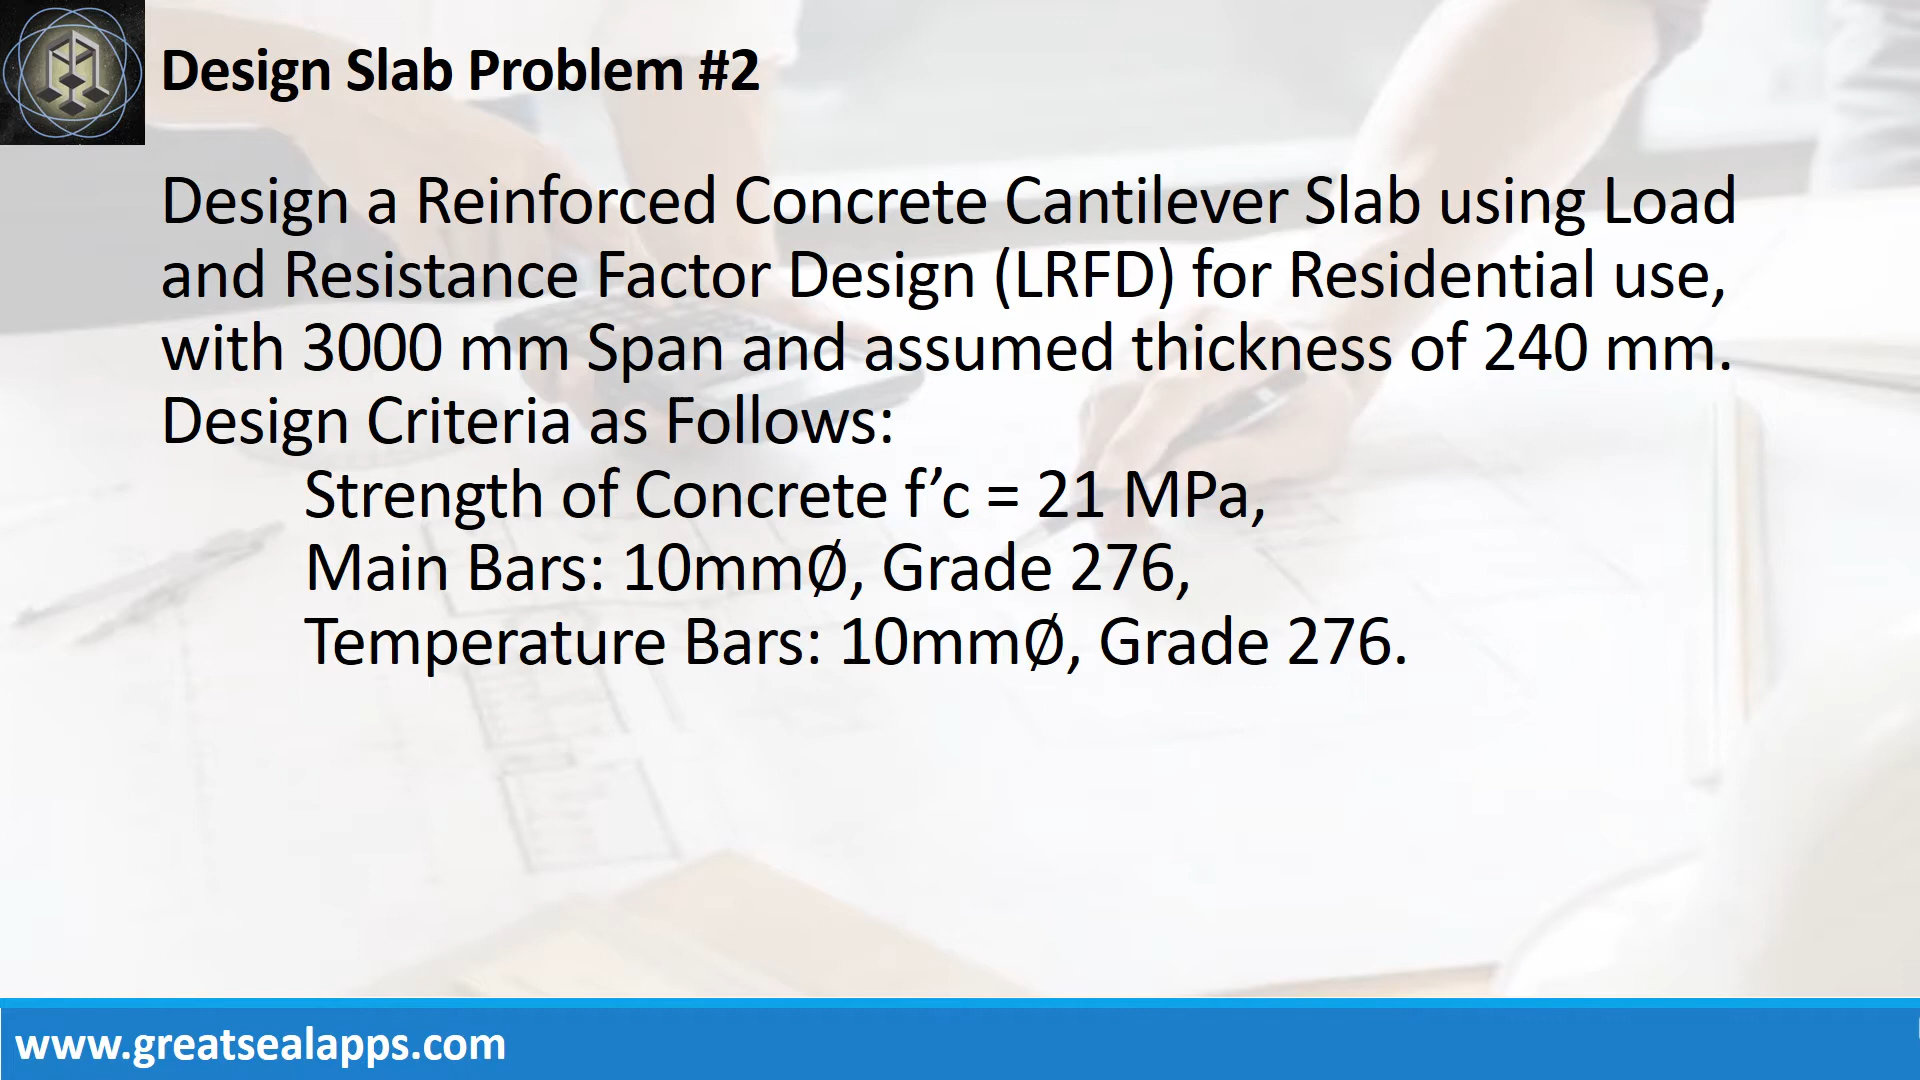 Design Slab Problem #2
Design a Reinforced Concrete Cantilever Slab using Load
and Resistance Factor Design (LRFD) for Residential use,
with 3000 mm Span and assumed thickness of 240 mm.
Design Criteria as Follows:
Strength of Concrete f’c = 21 MPa,
Main Bars: 10mmØ, Grade 276,
Temperature Bars: 10mmØ, Grade 276.
www.greatsealapps.com